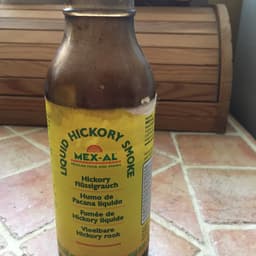 LIQUID HICKORY SMOKE
MEX-AL
Hickory
Flüssigrauch
Humo de
Pacana líquido
Fumée de
Hickory liquide
Vloeibare
Hickory rook